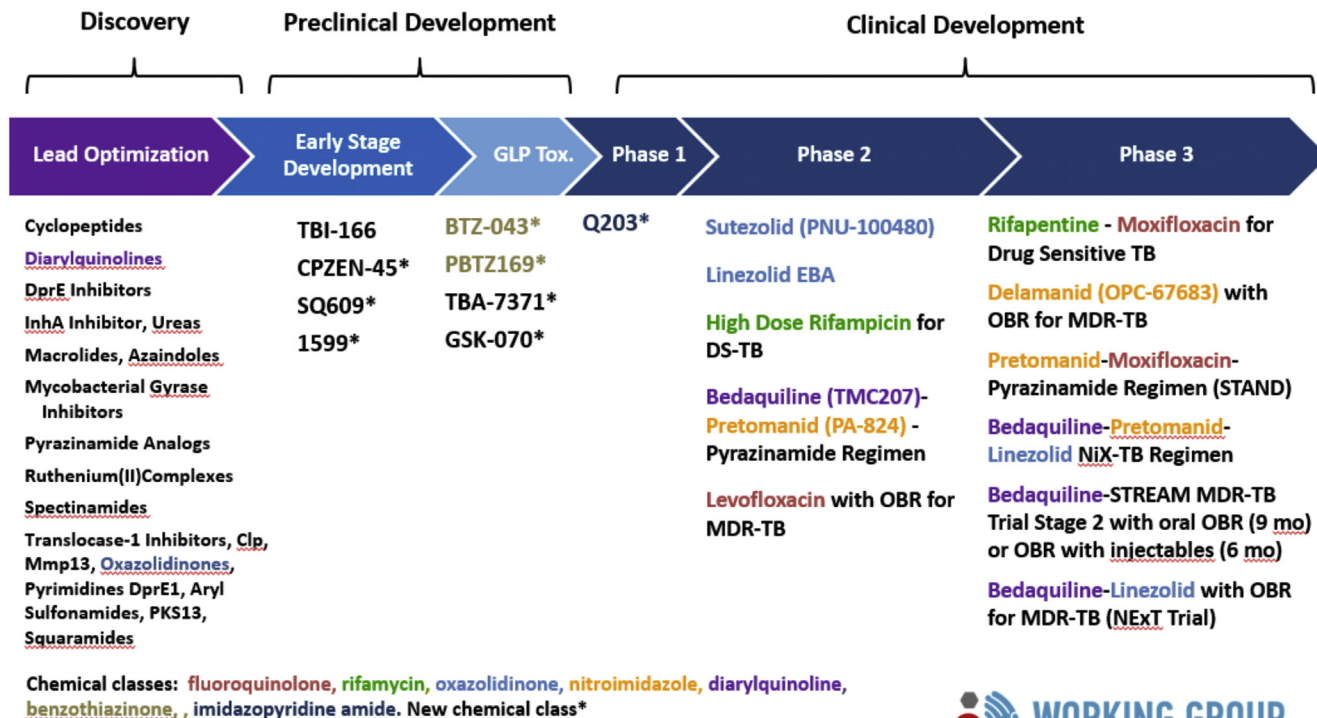 Discovery
Preclinical Development
Clinical Development
Lead Optimization
Early Stage
Development
GLP Tox.
Phase 1
Phase 2
Phase 3
Cyclopeptides
Diarylquinolines
DprE Inhibitors
InhA Inhibitor, Ureas
Macrolides, Azaindoles
Mycobacterial Gyrase
Inhibitors
Pyrazinamide Analogs
Ruthenium(II)Complexes
Spectinamides
Translocase-1 Inhibitors, Clp,
Mmp13, Oxazolidinones,
Pyrimidines DprE1, Aryl
Sulfonamides, PKS13,
Squaramides
TBI-166
CPZEN-45*
SQ609*
1599*
BTZ-043*
PBTZ169*
TBA-7371*
GSK-070*
Q203*
Sutezolid (PNU-100480)
Linezolid EBA
High Dose Rifampicin for
DS-TB
Bedaquiline (TMC207)-
Pretomanid (PA-824) -
Pyrazinamide Regimen
Levofloxacin with OBR for
MDR-TB
Rifapentine - Moxifloxacin for
Drug Sensitive TB
Delamanid (OPC-67683) with
OBR for MDR-TB
Pretomanid-Moxifloxacin-
Pyrazinamide Regimen (STAND)
Bedaquiline-Pretomanid-
Linezolid NiX-TB Regimen
Bedaquiline-STREAM MDR-TB
Trial Stage 2 with oral OBR (9 mo)
or OBR with injectables (6 mo)
Bedaquiline-Linezolid with OBR
for MDR-TB (NExT Trial)
Chemical classes: fluoroquinolone, rifamycin, oxazolidinone, nitroimidazole, diarylquinoline,
benzothiazinone, , imidazopyridine amide. New chemical class*
WORKING GROUP